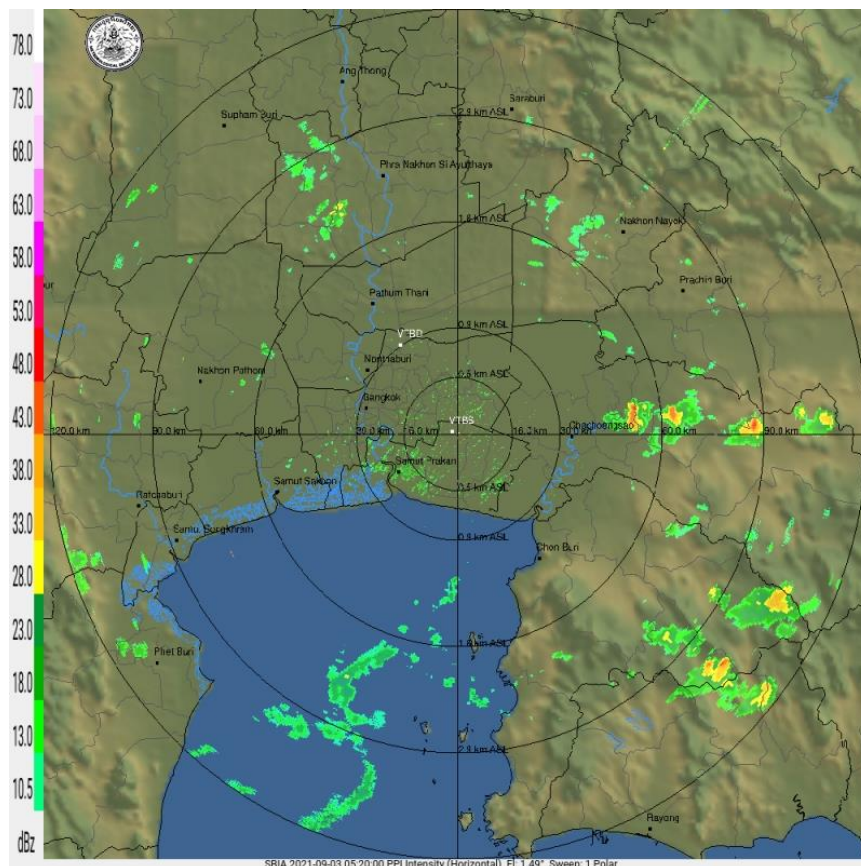 78.0
73.0
68.0
63.0
58.0
53.0
48.0
43.0
38.0
33.0
28.0
23.0
18.0
13.0
10.5
dBz
Ang Thong
Saraburi
2.9 km ASL
Suphan Buri
Phra Nakhon Si Ayutthaya
1.8 km ASL
Nakhon Nayok
Prachin Buri
Pathum Thani
0.9 km ASL
VTBD
Nonthaburi
Nakhon Pathom
Bangkok
VTBS
Chachoengsao
120.0 km
90.0 km
60.0 km
30.0 km
16.0 km
16.0 km
30.0 km
60.0 km
90.0 km
Samut Prakan
Samut Sakhon
Ratchaburi
0.9 km ASL
Samut Songkhram
Chon Buri
1.8 km ASL
Phet Buri
2.9 km ASL
Rayong
SBIA 2021-09-03 05:20:00 PPI Intensity (Horizontal) El: 1.49° Sweep: 1 Polar